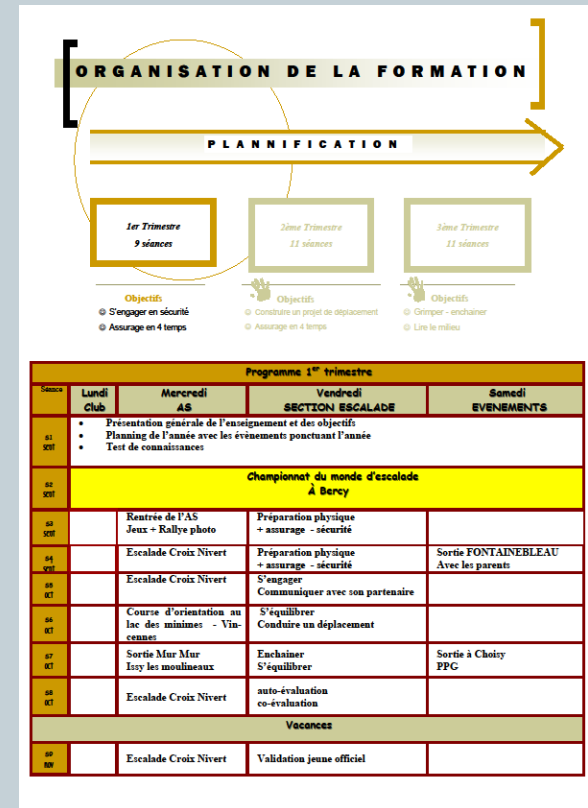 ORGANISATION DE LA FORMATION
PLANNIFICATION
1er Trimestre
9 séances
2ème Trimestre
11 séances
3ème Trimestre
11 séances
Objectifs
☺ S'engager en sécurité
☺ Assurage en 4 temps
Objectifs
☺ Construire un projet de déplacement
☺ Assurage en 4 temps
Objectifs
☺ Grimper - enchainer
☺ Lire le milieu
Programme 1er trimestre
Séance
Lundi
Club
Mercredi
AS
Vendredi
SECTION ESCALADE
Samedi
EVENEMENTS
S1
SEPT
• Présentation générale de l'enseignement et des objectifs
• Planning de l'année avec les évènements ponctuant l'année
• Test de connaissances
S2
SEPT
Championnat du monde d'escalade
À Bercy
S3
SEPT
Rentrée de l'AS
Jeux + Rallye photo
Préparation physique
+ assurage - sécurité
S4
SEPT
Escalade Croix Nivert
Préparation physique
+ assurage - sécurité
Sortie FONTAINEBLEAU
Avec les parents
S5
OCT
Escalade Croix Nivert
S'engager
Communiquer avec son partenaire
S6
OCT
Course d'orientation au
lac des minimes - Vin-
cennes
S'équilibrer
Conduire un déplacement
S7
OCT
Sortie Mur Mur
Issy les moulineaux
Enchainer
S'équilibrer
Sortie à Choisy
PPG
S8
OCT
Escalade Croix Nivert
auto-évaluation
co-évaluation
Vacances
S9
NOV
Escalade Croix Nivert
Validation jeune officiel